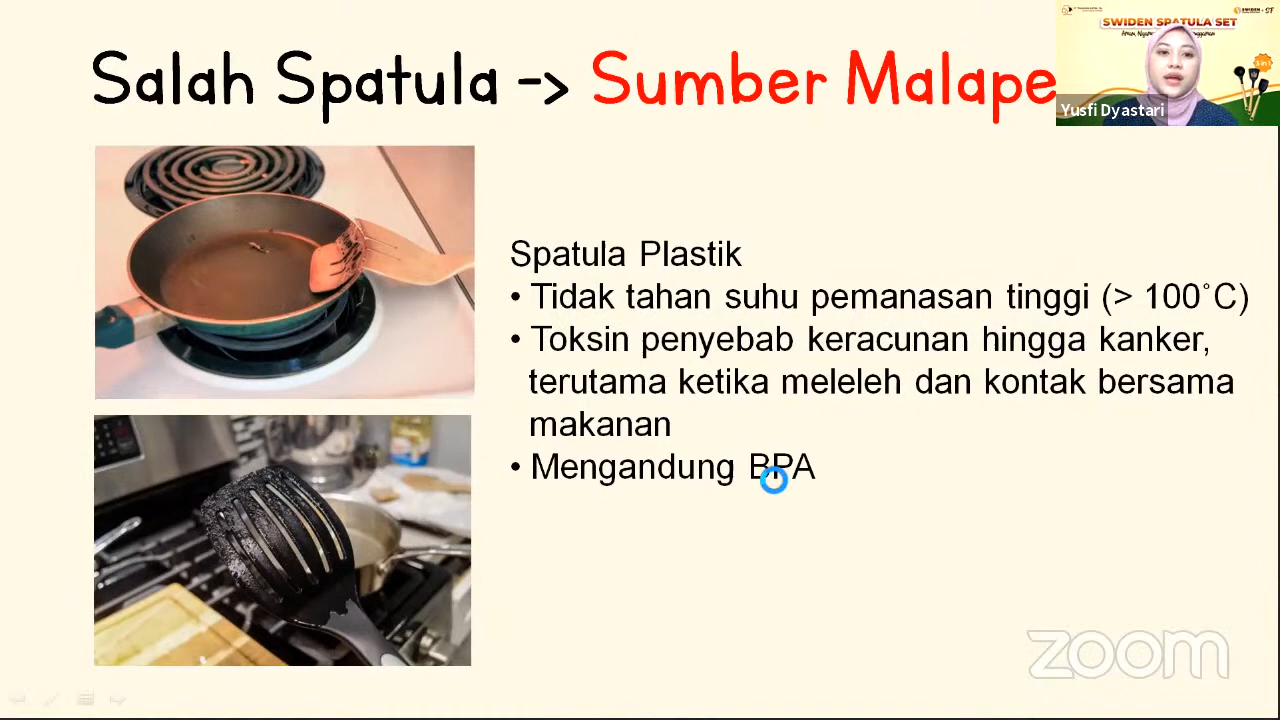 Salah Spatula -> Sumber Malape
SWIDEN SPATULA SET
Yusfi Dyastari
Spatula Plastik
• Tidak tahan suhu pemanasan tinggi (> 100˚C)
• Toksin penyebab keracunan hingga kanker,
terutama ketika meleleh dan kontak bersama
makanan
• Mengandung BPA
zoom